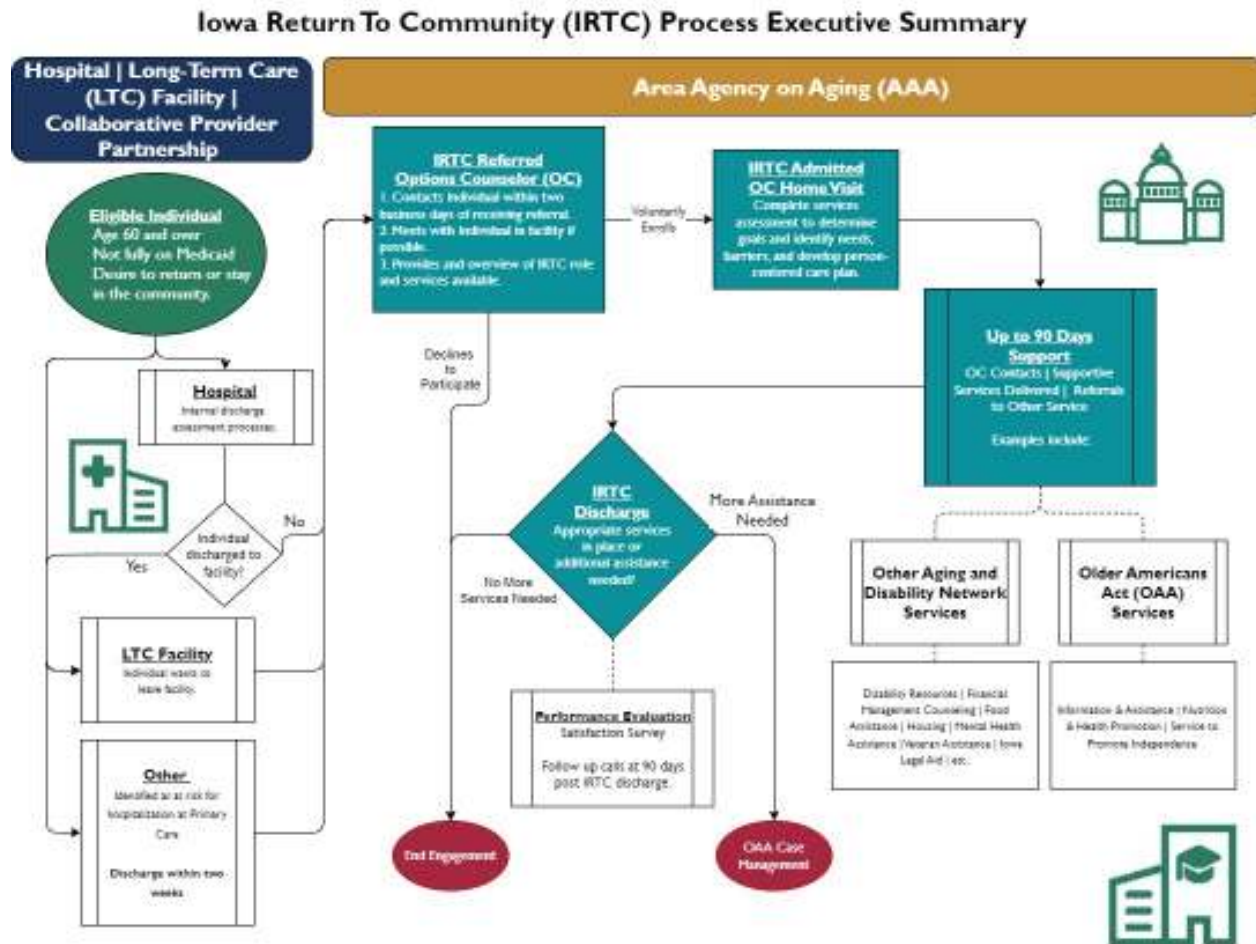 Iowa Return To Community (IRTC) Process Executive Summary
Hospital | Long-Term Care
(LTC) Facility |
Collaborative Provider
Partnership
Area Agency on Aging (AAA)
Eligible Individual
Age 60 and over
Not fully on Medicaid
Desire to return or stay
in the community.
Hospital
Internal discharge
assessment processes.
Individual
discharged to
facility?
No
Yes
LTC Facility
Individual wants to
leave facility.
Other
Identified as at risk for
hospitalization at Primary
Care
Discharge within two
weeks
IRTC Referred
Options Counselor (OC)
1. Contacts individual within two
business days of receiving referral.
2. Meets with individual in facility if
possible.
3. Provides and overview of IRTC role
and services available.
Voluntarily
Enrolls
IRTC Admitted
OC Home Visit
Complete services
assessment to determine
goals and identify needs,
barriers, and develop person-
centered care plan.
Declines
to
Participate
Up to 90 Days
Support
OC Contacts | Supportive
Services Delivered | Referrals
to Other Service
Examples include:
IRTC
Discharge
Appropriate services
in place or
additional assistance
needed?
More Assistance
Needed
No More
Services Needed
Other Aging and
Disability Network
Services
Older Americans
Act (OAA)
Services
Disability Resources | Financial
Management Counseling | Food
Assistance | Housing | Mental Health
Assistance | Veteran Assistance | Iowa
Legal Aid | etc.
Information & Assistance | Nutrition
& Health Promotion | Service to
Promote Independence
Performance Evaluation
Satisfaction Survey
Follow up calls at 90 days
post IRTC discharge.
End Engagement
OAA Case
Management